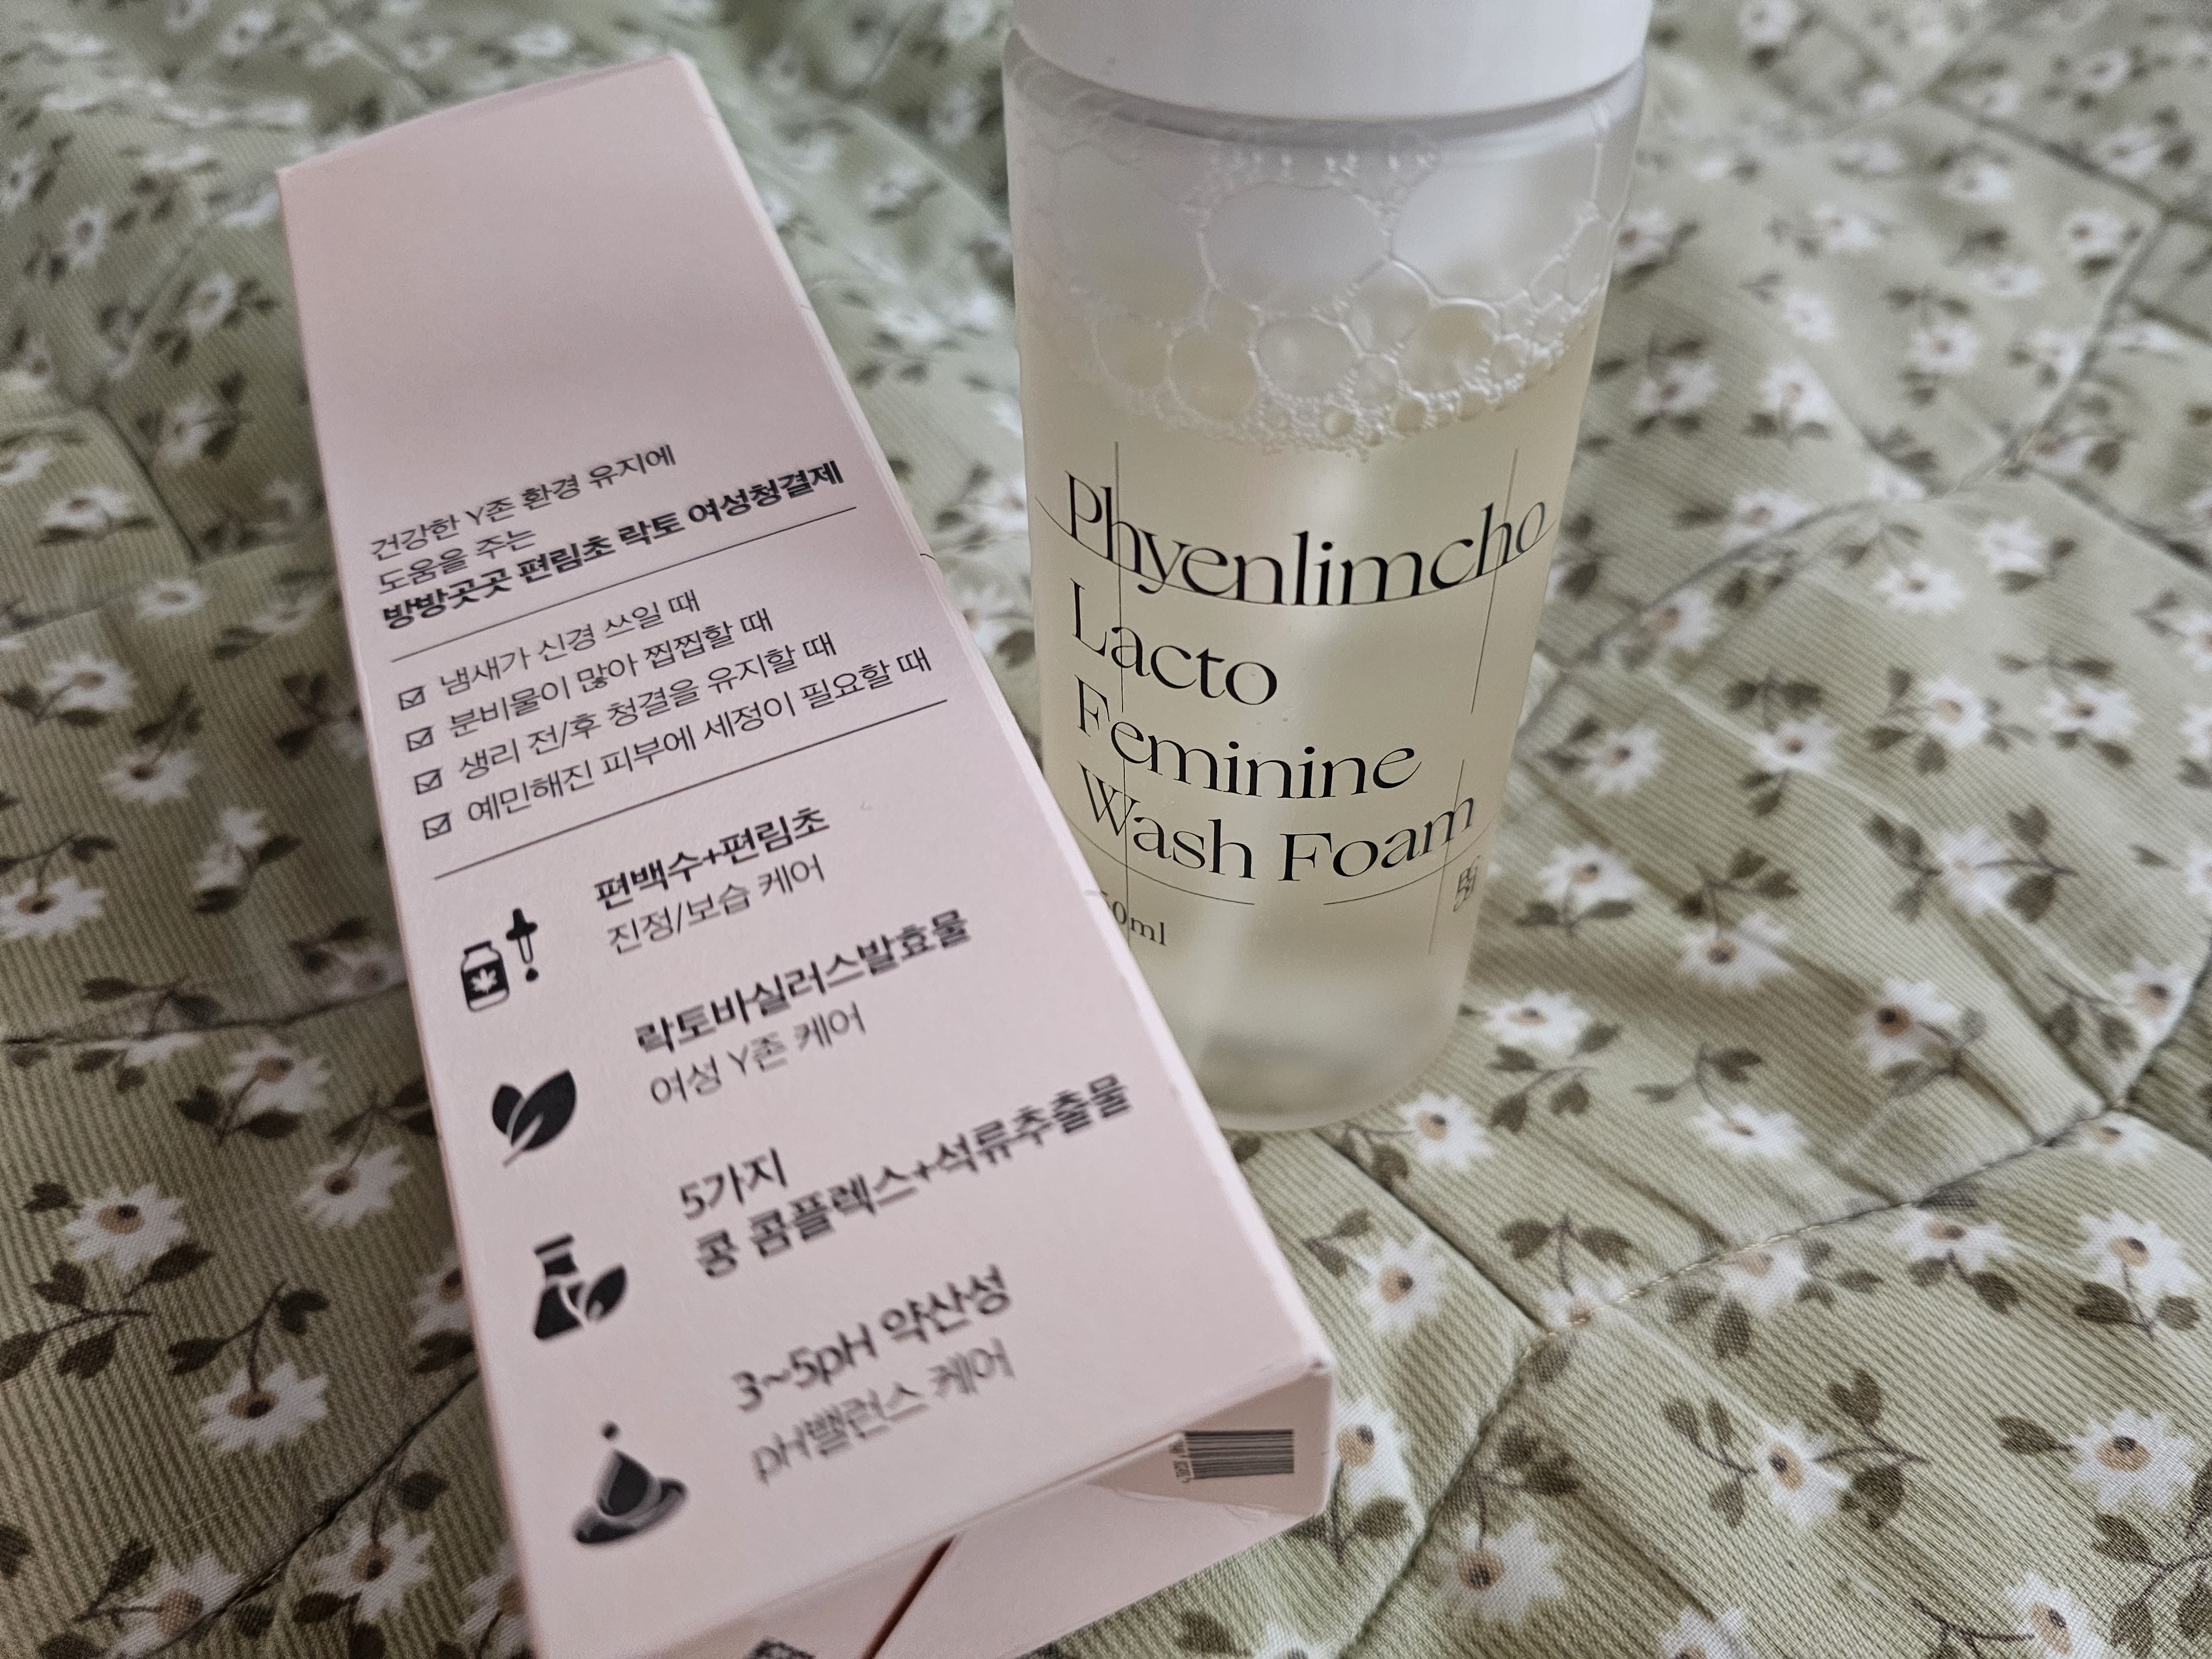 건강한 Y존 환경 유지에
도움을 주는
방방곳곳 편림초 락토 여성청결제
냄새가 신경 쓰일 때
분비물이 많아 찝찝할 때
생리 전/후 청결을 유지할 때
예민해진 피부에 세정이 필요할 때
편백수+편림초
진정/보습 케어
락토바실러스발효물
여성 Y존 케어
5가지
콩 콤플렉스+석류추출물
3~5pH 약산성
pH밸런스 케어
Phyenlimcho
Lacto
Feminine
Wash Foam